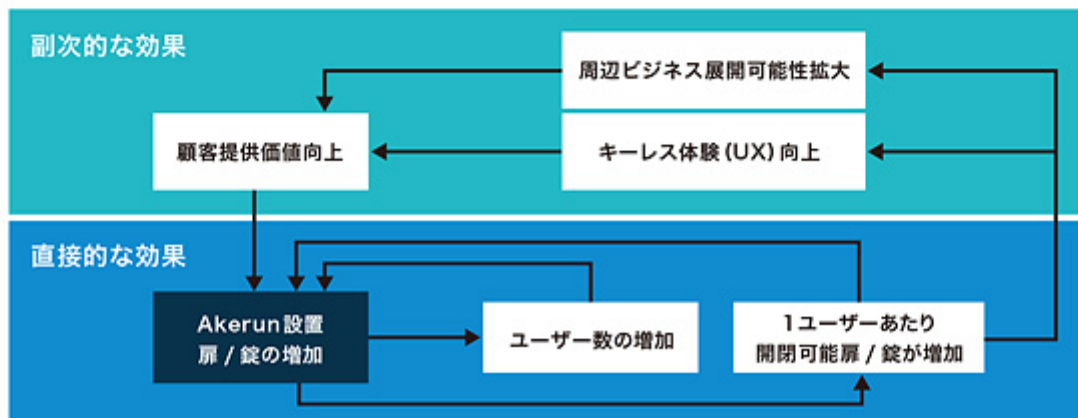 副次的な効果
周辺ビジネス展開可能性拡大
顧客提供価値向上
キーレス体験(UX)向上
直接的な効果
Akerun設置
扉/錠の増加
ユーザー数の増加
1ユーザーあたり
開閉可能扉/錠が増加